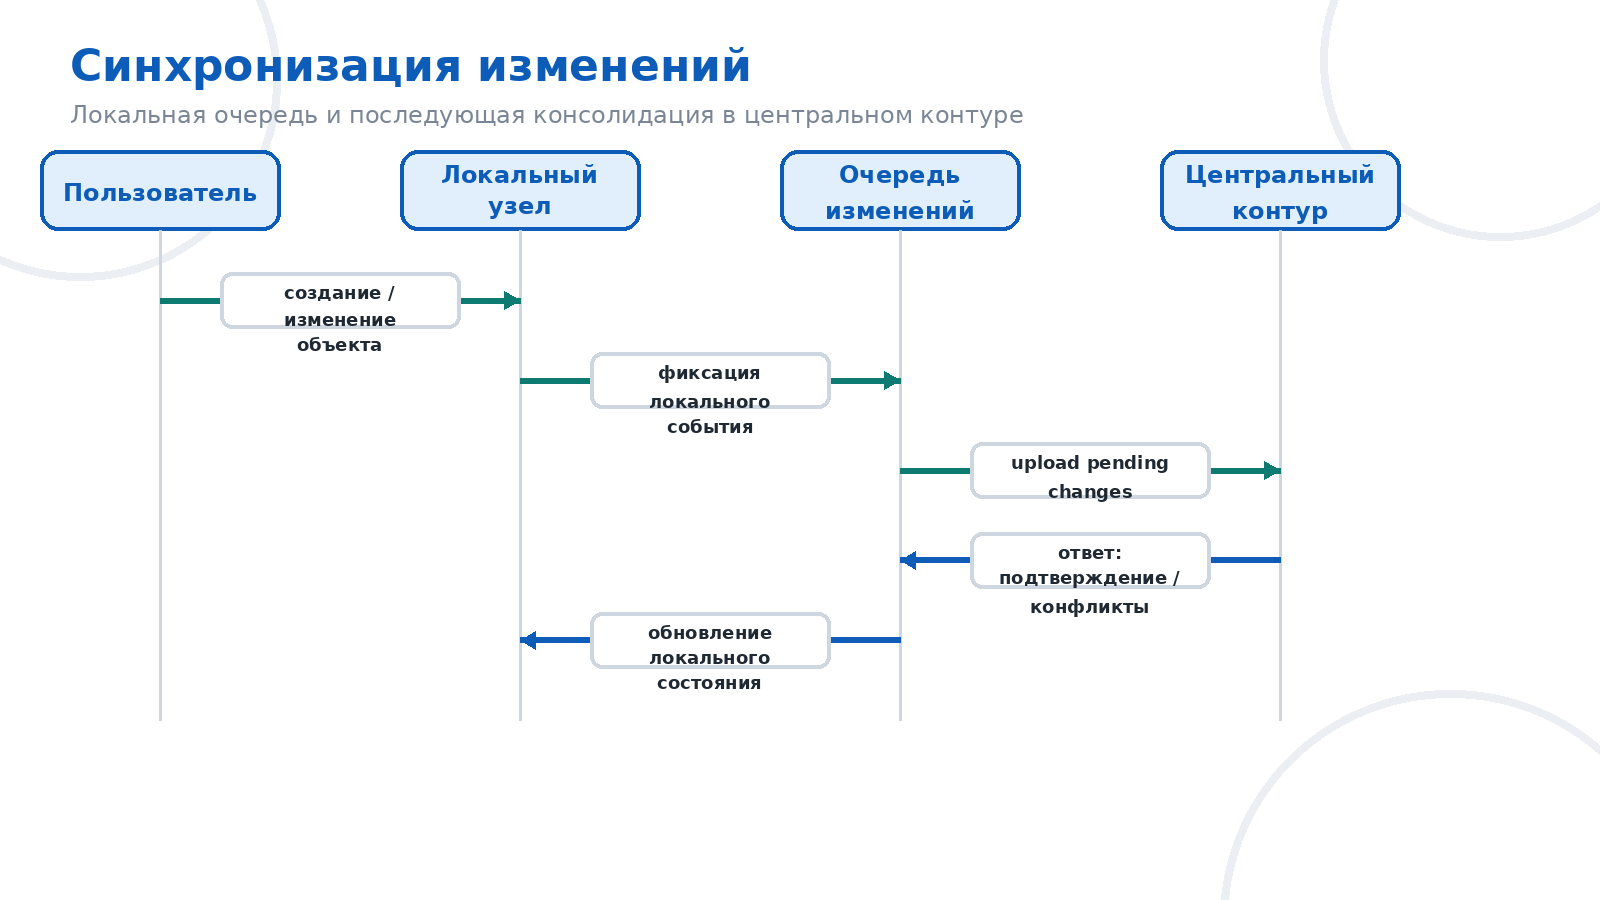 Синхронизация изменений
Локальная очередь и последующая консолидация в центральном контуре
Пользователь
Локальный
узел
Очередь
изменений
Центральный
контур
создание /
изменение
объекта
фиксация
локального
события
upload pending
changes
ответ:
подтверждение /
конфликты
обновление
локального
состояния